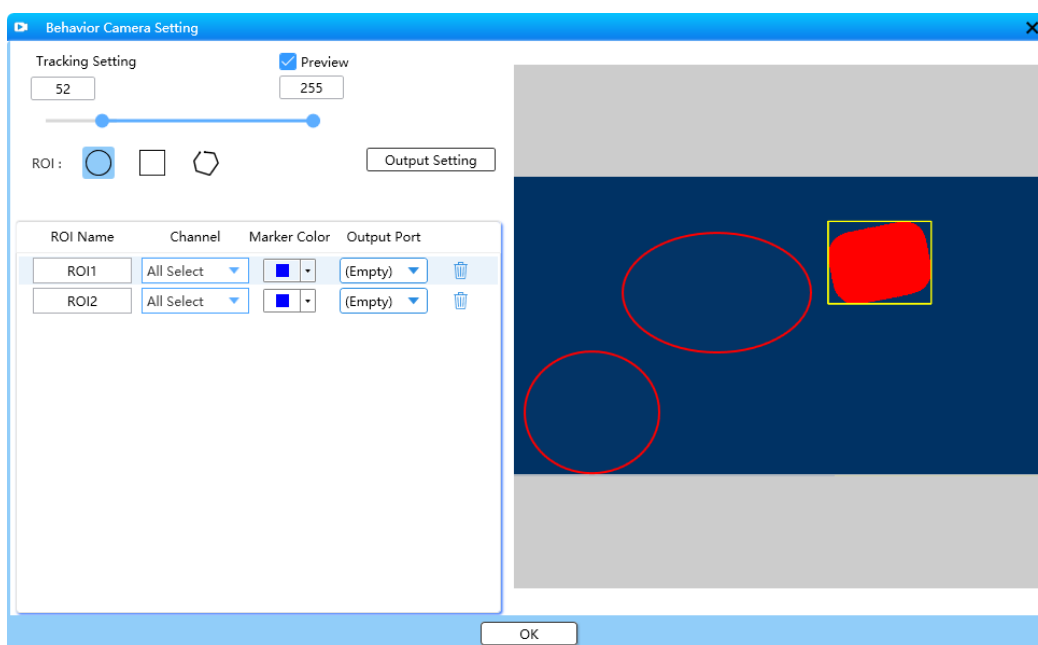 Behavior Camera Setting
Tracking Setting
Preview
52
255
ROI :
Output Setting
ROI Name Channel Marker Color Output Port
ROI1 All Select (Empty)
ROI2 All Select (Empty)
OK